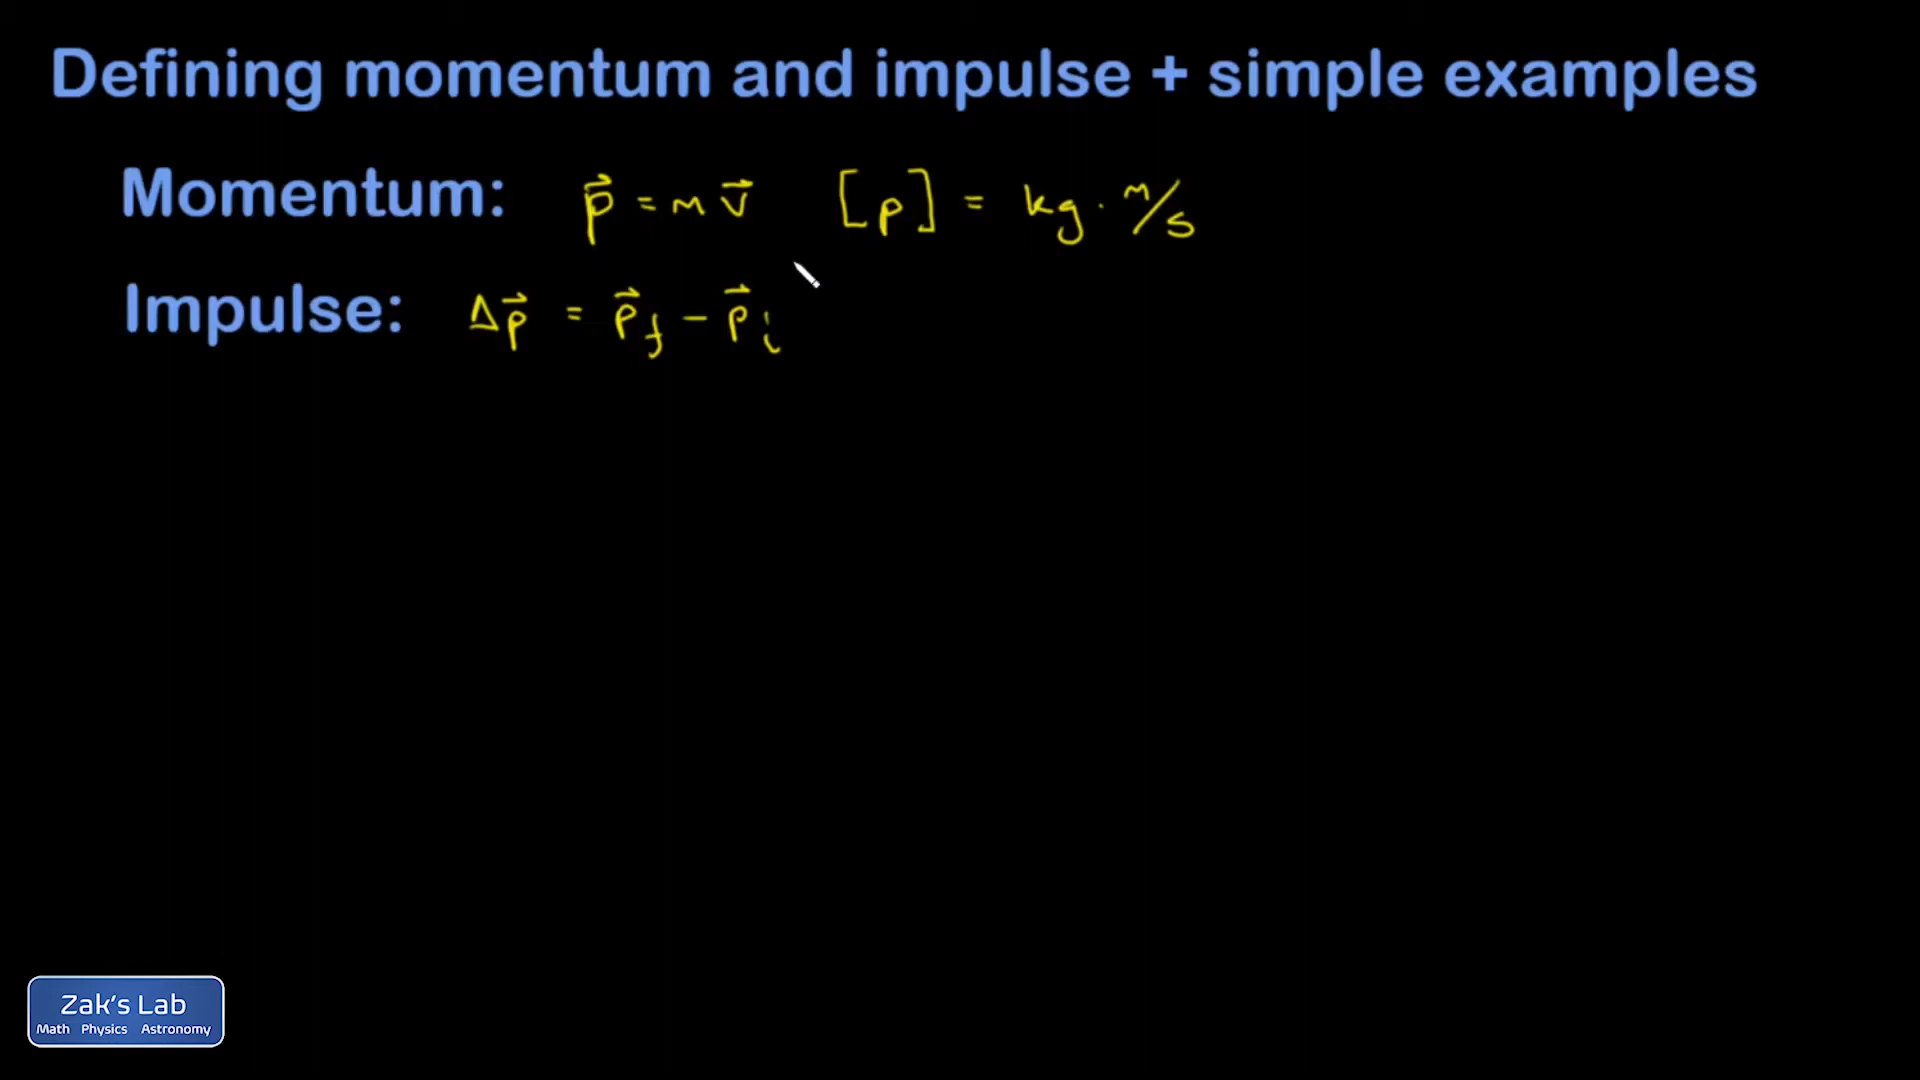 Defining momentum and impulse + simple examples
Momentum: p⃗ = m v⃗ [p] = kg · m/s
Impulse: Δp⃗ = p⃗f − p⃗i
Zak's Lab
Math Physics Astronomy